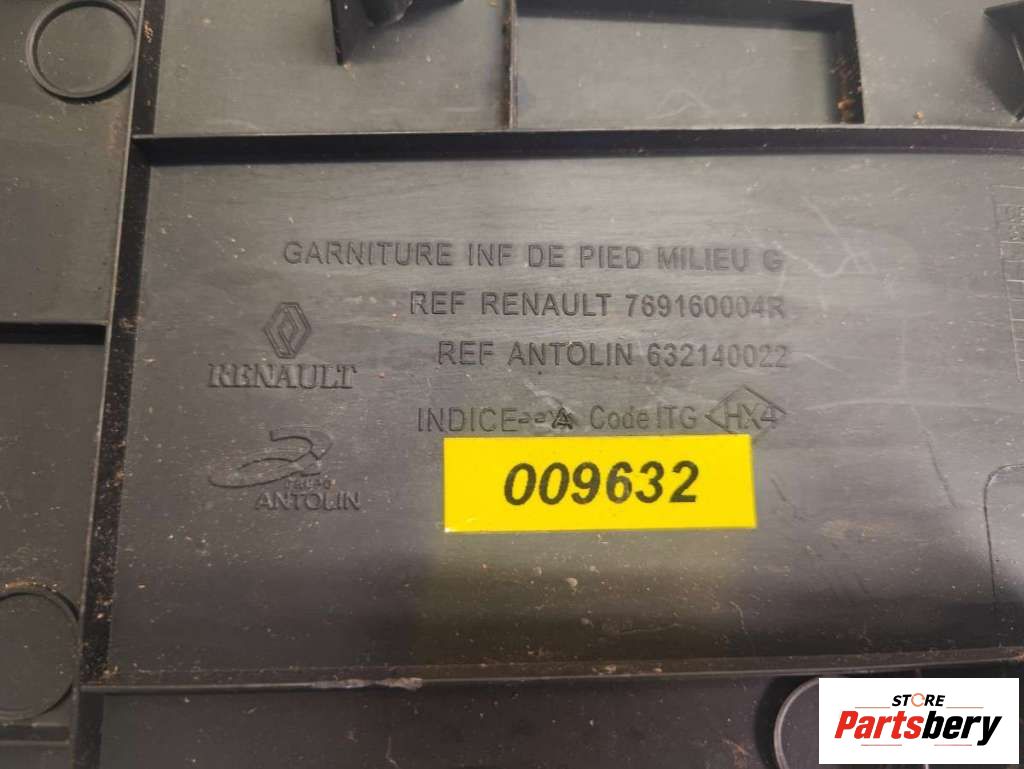 GARNITURE INF DE PIED MILIEU G
REF RENAULT 769160004R
REF ANTOLIN 632140022
RENAULT
INDICE A Code ITG HX4
ANTOLIN
009632
STORE
Partsbery